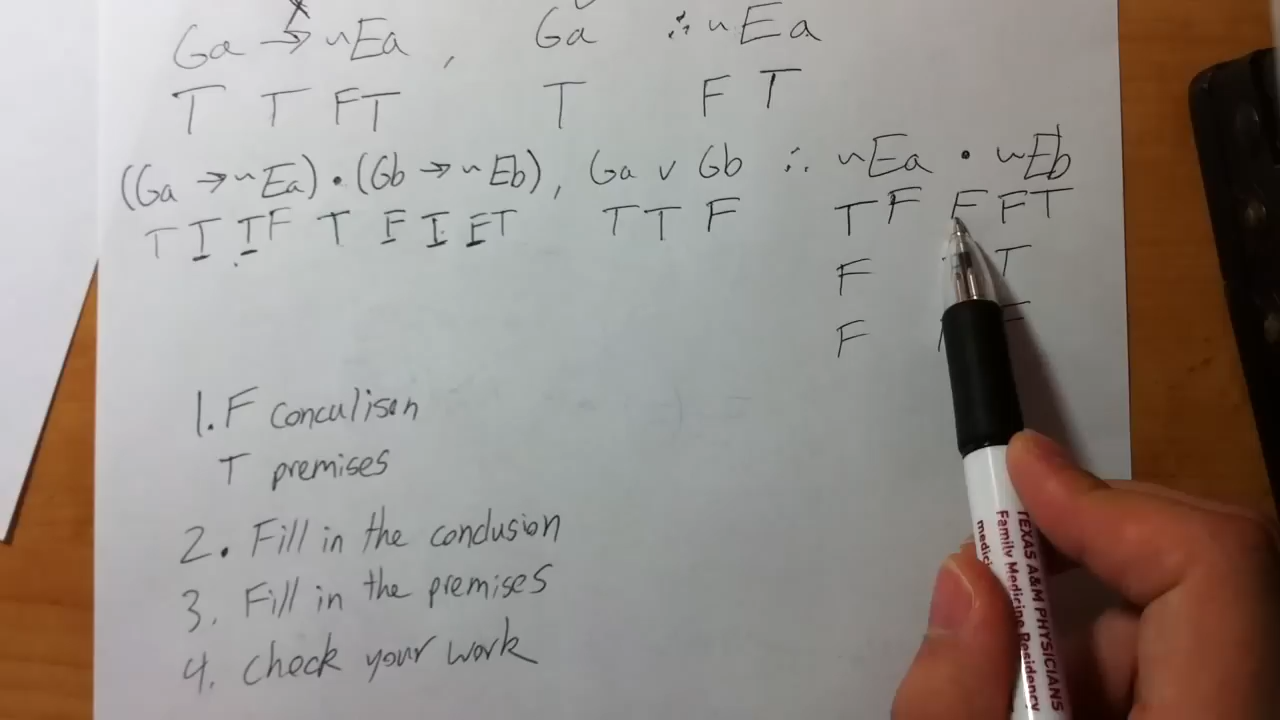 Ga → ~Ea , Ga ∴ ~Ea
T T F T T F T
(Ga → ~Ea) • (Gb → ~Eb), Ga v Gb ∴ ~Ea • ~Eb
T T T F T F T F T T T F T F F F T
F T
F
1. F conculison
T premises
2. Fill in the conclusion
3. Fill in the premises
4. Check your work
TEXAS A&M PHYSICIANS
Family Medicine Residency